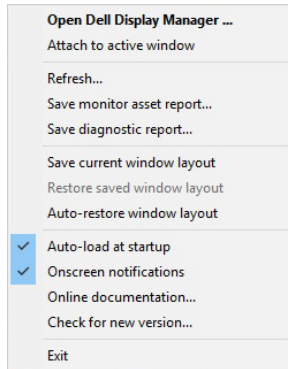 Open Dell Display Manager ...
Attach to active window
Refresh...
Save monitor asset report...
Save diagnostic report...
Save current window layout
Restore saved window layout
Auto-restore window layout
Auto-load at startup
Onscreen notifications
Online documentation...
Check for new version...
Exit